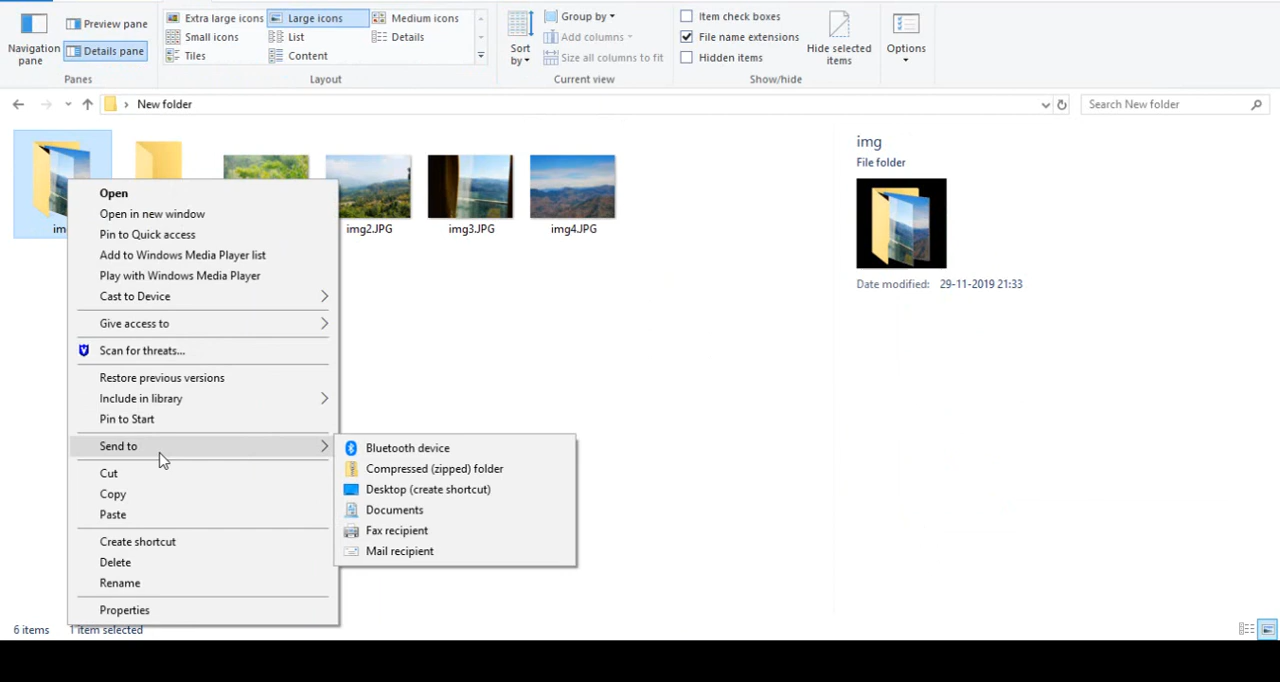 Navigation pane
Preview pane
Details pane
Panes
Extra large icons
Large icons
Medium icons
Small icons
List
Details
Tiles
Content
Layout
Sort by
Group by
Add columns
Size all columns to fit
Current view
Item check boxes
File name extensions
Hidden items
Hide selected items
Show/hide
Options
New folder
Search New folder
im
img2.JPG
img3.JPG
img4.JPG
Open
Open in new window
Pin to Quick access
Add to Windows Media Player list
Play with Windows Media Player
Cast to Device
Give access to
Scan for threats...
Restore previous versions
Include in library
Pin to Start
Send to
Cut
Copy
Paste
Create shortcut
Delete
Rename
Properties
Bluetooth device
Compressed (zipped) folder
Desktop (create shortcut)
Documents
Fax recipient
Mail recipient
img
File folder
Date modified: 29-11-2019 21:33
6 items 1 item selected